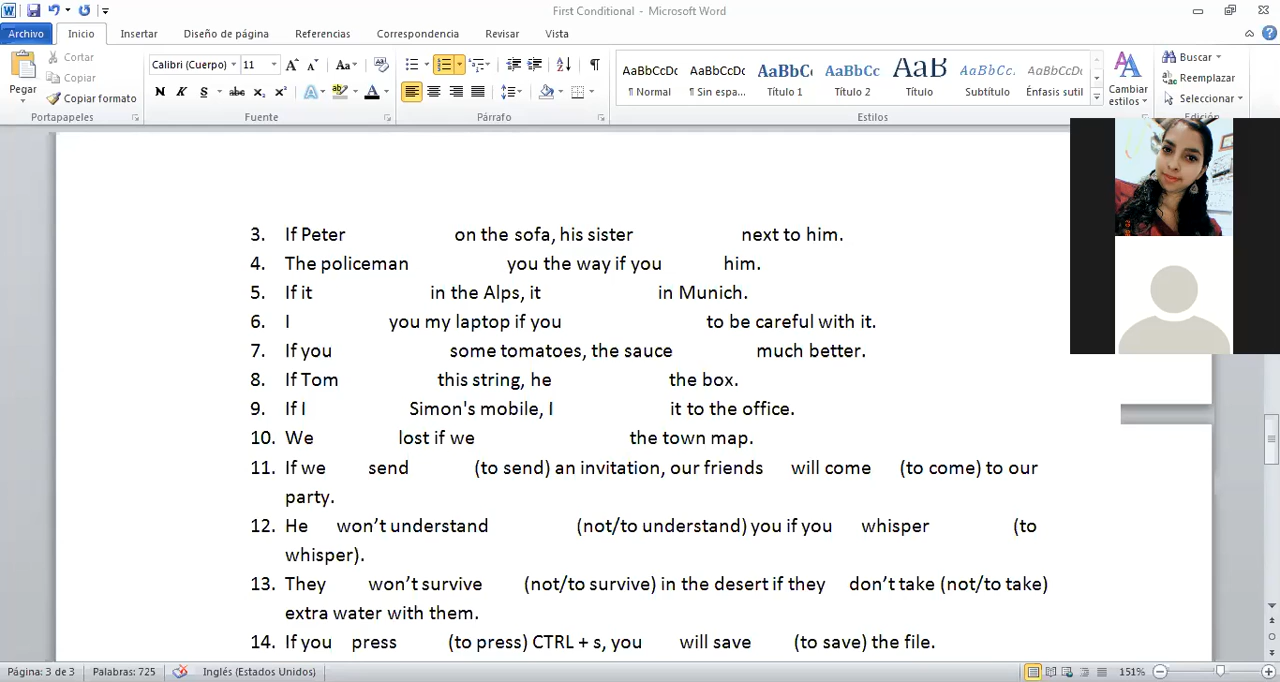 First Conditional - Microsoft Word
Archivo Inicio Insertar Diseño de página Referencias Correspondencia Revisar Vista
Cortar
Copiar
Copiar formato
Pegar
Portapapeles
Calibri (Cuerpo) 11
N K S abe x₂ x²
Fuente
Párrafo
AaBbCcDc AaBbCcDc AaBbC AaBbCc AaB AaBbCc. AaBbCcDc
¶ Normal ¶ Sin espa... Título 1 Título 2 Título Subtítulo Énfasis sutil
Estilos
Cambiar estilos
Buscar
Reemplazar
Seleccionar
Edición
3. If Peter on the sofa, his sister next to him.
4. The policeman you the way if you him.
5. If it in the Alps, it in Munich.
6. I you my laptop if you to be careful with it.
7. If you some tomatoes, the sauce much better.
8. If Tom this string, he the box.
9. If I Simon's mobile, I it to the office.
10. We lost if we the town map.
11. If we send (to send) an invitation, our friends will come (to come) to our
party.
12. He won't understand (not/to understand) you if you whisper (to
whisper).
13. They won't survive (not/to survive) in the desert if they don't take (not/to take)
extra water with them.
14. If you press (to press) CTRL + s, you will save (to save) the file.
Página: 3 de 3 Palabras: 725 Inglés (Estados Unidos) 151%